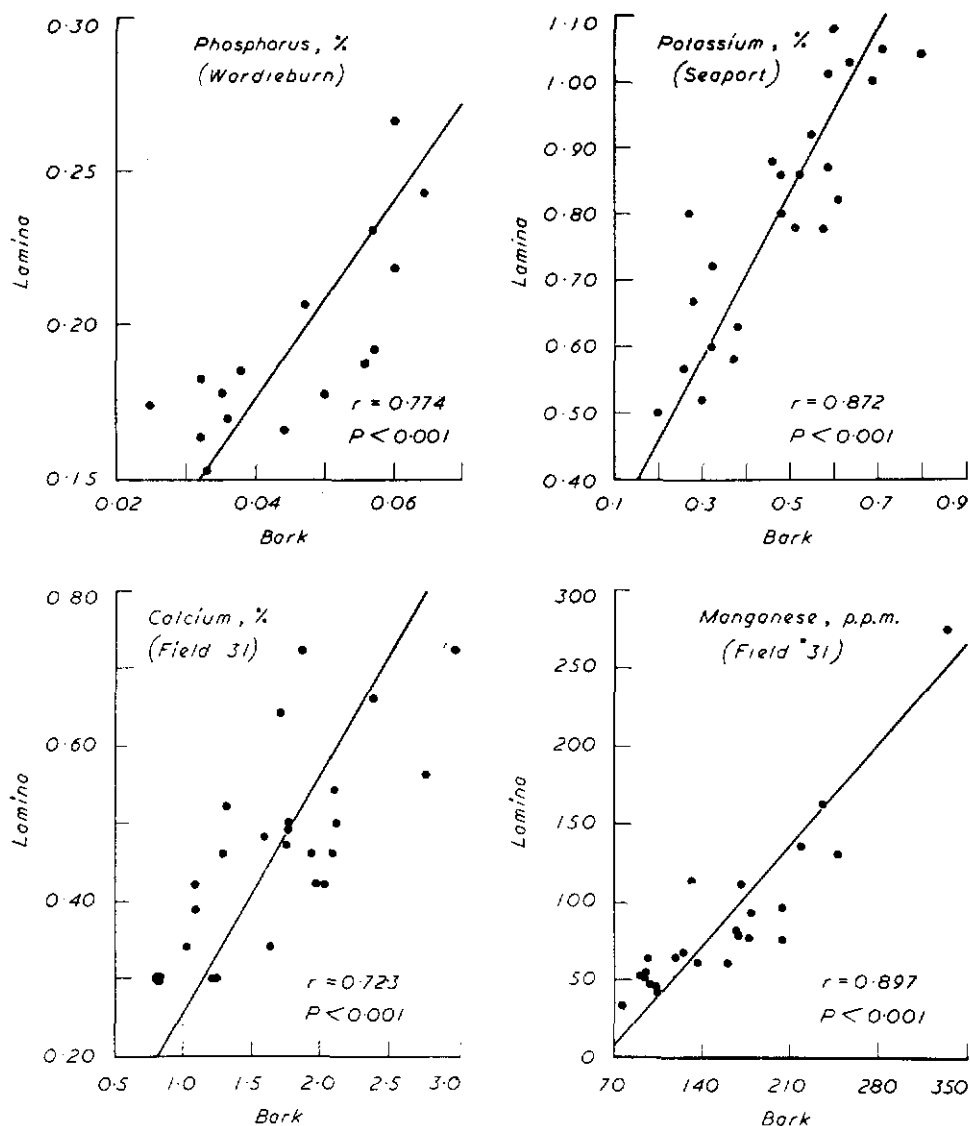 0·30
Phosphorus, %
(Wardieburn)
0·25
Lamina
0·20
r = 0·774
P < 0·001
0·15
0·02 0·04 0·06
Bark
1·10
Potassium, %
(Seaport)
1·00
0·90
0·80
Lamina
0·70
0·60
r = 0·872
0·50
P < 0·001
0·40
0·1 0·3 0·5 0·7 0·9
Bark
0·80
Calcium, %
(Field 31)
0·60
Lamina
0·40
r = 0·723
P < 0·001
0·20
0·5 1·0 1·5 2·0 2·5 3·0
Bark
300
Manganese, p.p.m.
(Field 31)
250
200
Lamina
150
100
50
r = 0·897
P < 0·001
0
70 140 210 280 350
Bark